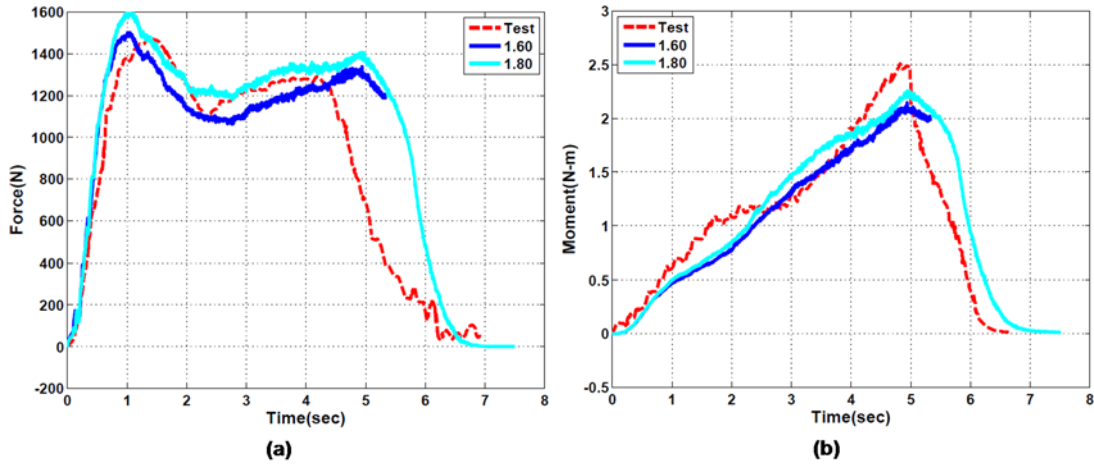 1600
1400
1200
1000
800
600
400
200
0
-200
Force(N)
0 1 2 3 4 5 6 7 8
Time(sec)
Test
1.60
1.80
(a)
3
2.5
2
1.5
1
0.5
0
-0.5
Moment(N-m)
0 1 2 3 4 5 6 7 8
Time(sec)
Test
1.60
1.80
(b)